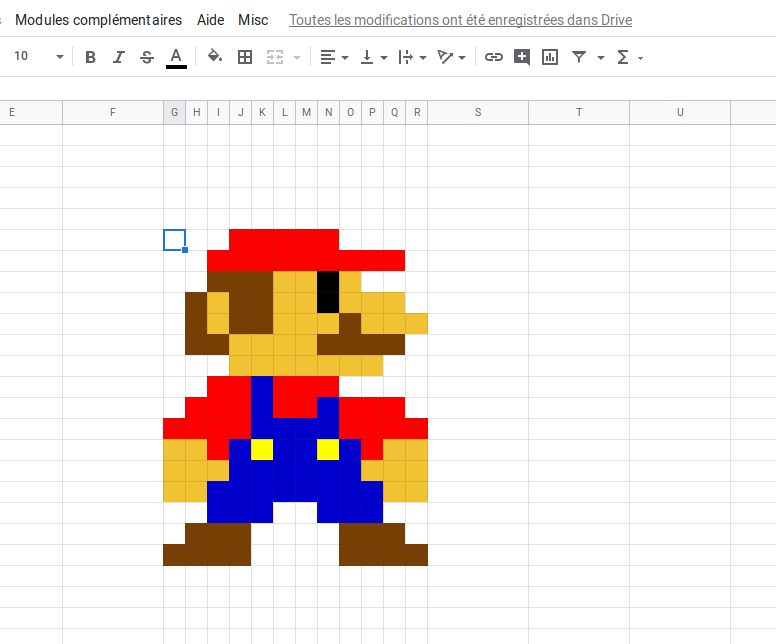 Modules complémentaires Aide Misc Toutes les modifications ont été enregistrées dans Drive
10 B I S A Σ
E F G H I J K L M N O P Q R S T U